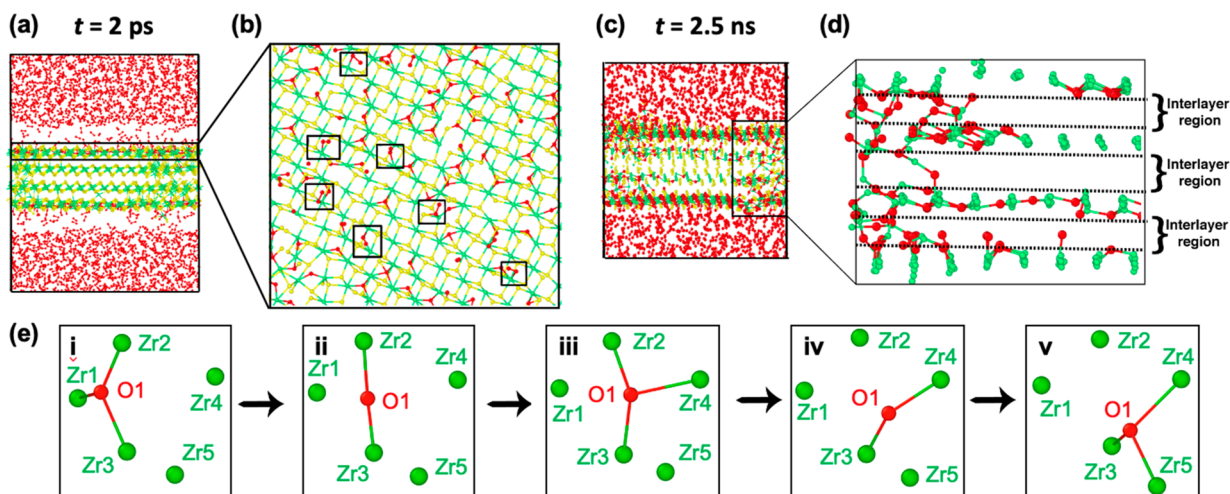 (a) t = 2 ps (b) (c) t = 2.5 ns (d)
Interlayer
region
Interlayer
region
Interlayer
region
(e)
i
Zr2
Zr1
O1
Zr4
Zr3
Zr5
ii
Zr2
Zr4
Zr1
O1
Zr3
Zr5
iii
Zr2
O1
Zr1
Zr4
Zr3
Zr5
iv
Zr2
Zr4
O1
Zr1
Zr3
Zr5
v
Zr2
Zr4
Zr1
O1
Zr3
Zr5